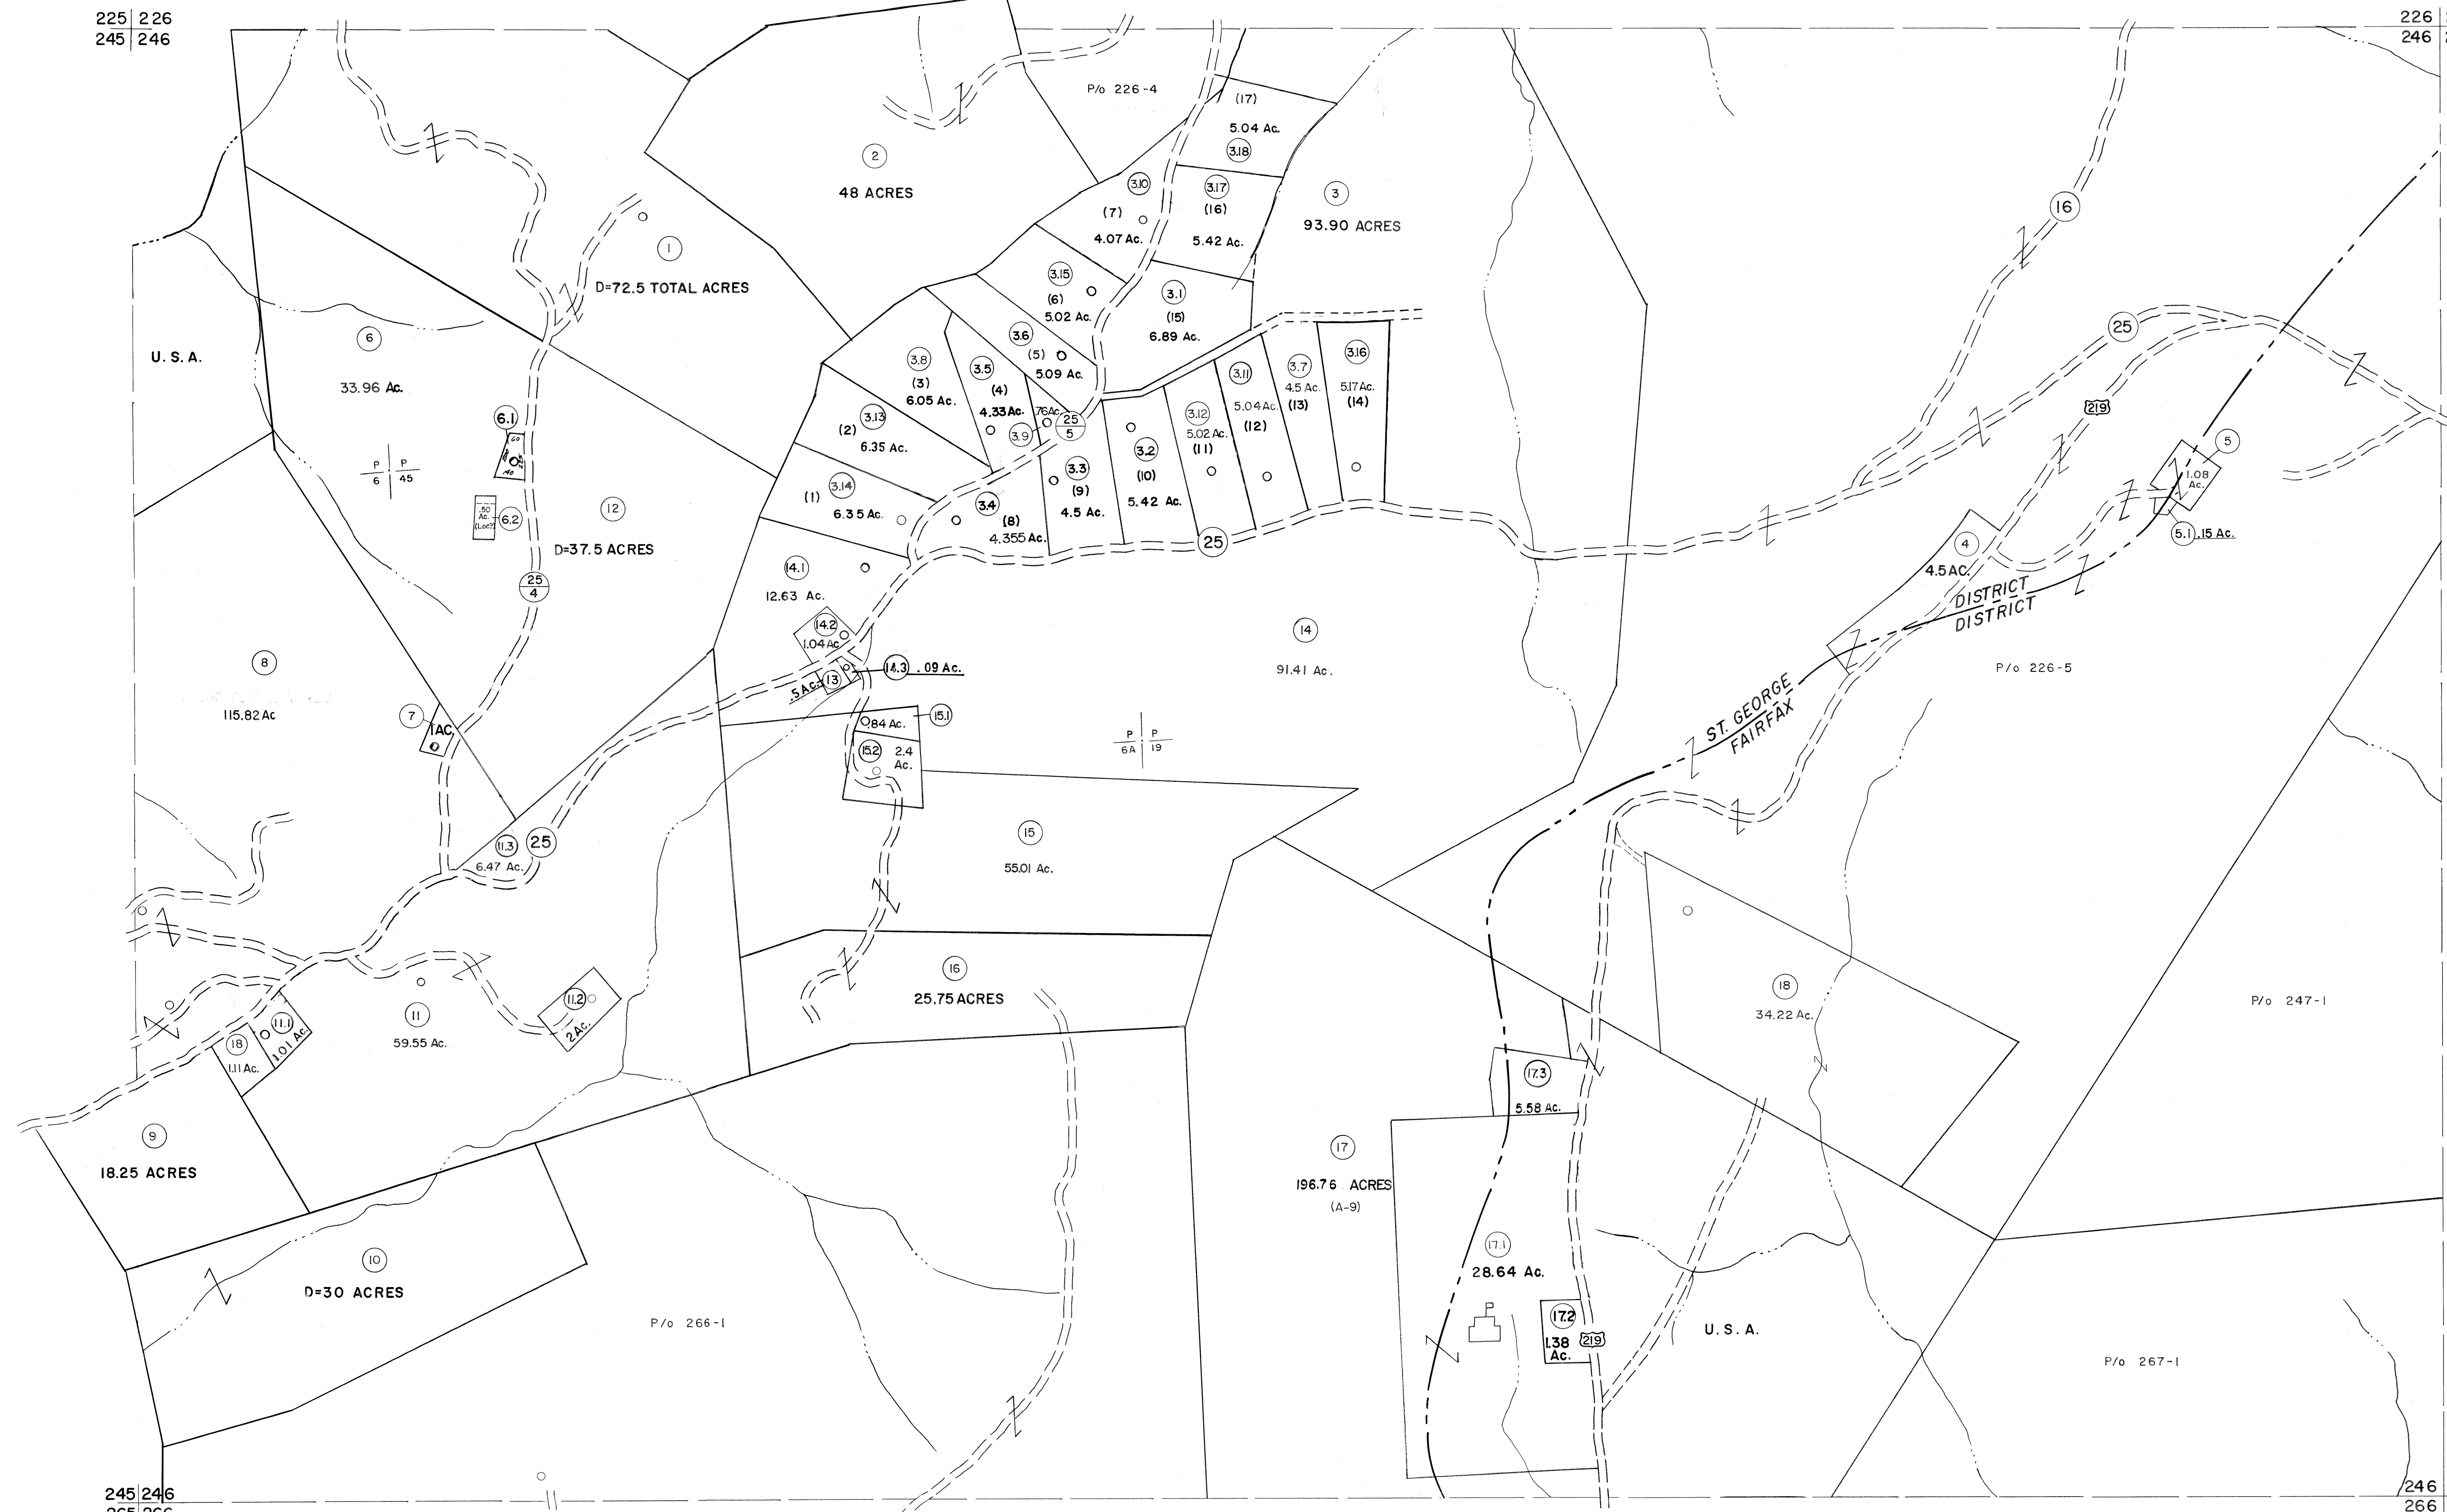 225 226
245 246
226
246
P/o 226-4
(17)
5.04 Ac.
3.18
2
48 ACRES
3.10
(7)
4.07 Ac.
3.17
(16)
5.42 Ac.
3
93.90 ACRES
16
1
D=72.5 TOTAL ACRES
3.15
(6)
5.02 Ac.
3.1
(15)
6.89 Ac.
6
33.96 Ac.
U. S. A.
3.6
(5)
5.09 Ac.
3.8
(3)
6.05 Ac.
3.5
(4)
4.33 Ac.
.76 Ac.
3.9
25
5
3.11
5.04 Ac.
(12)
3.7
4.5 Ac.
(13)
3.16
5.17 Ac.
(14)
25
219
3.13
(2)
6.35 Ac.
3.12
5.02 Ac.
(11)
6.1
60
140
P P
6 45
3.2
(10)
5.42 Ac.
3.3
(9)
4.5 Ac.
5
1.08
Ac.
3.14
(1)
6.35 Ac.
3.4
(8)
4.355 Ac.
.50
Ac.
(Loc?)
6.2
12
D=37.5 ACRES
25
5.1 .15 Ac.
4
4.5 AC.
14.1
12.63 Ac.
25
4
DISTRICT
DISTRICT
14.2
1.04 Ac.
14
91.41 Ac.
8
115.82 Ac
14.3 .09 Ac.
.5 Ac.
13
P/o 226-5
ST. GEORGE
FAIRFAX
7
1 AC.
.84 Ac.
15.1
15.2
2.4
Ac.
P P
6A 19
15
55.01 Ac.
11.3
6.47 Ac.
25
16
25.75 ACRES
18
34.22 Ac.
P/o 247-1
11.2
2 Ac.
11
59.55 Ac.
11.1
1.01 Ac.
18
1.11 Ac.
17.3
5.58 Ac.
9
18.25 ACRES
17
196.76 ACRES
(A-9)
10
D=30 ACRES
17.1
28.64 Ac.
P/o 266-1
17.2
1.38
Ac.
219
U. S. A.
P/o 267-1
245 246
265 266
246
266